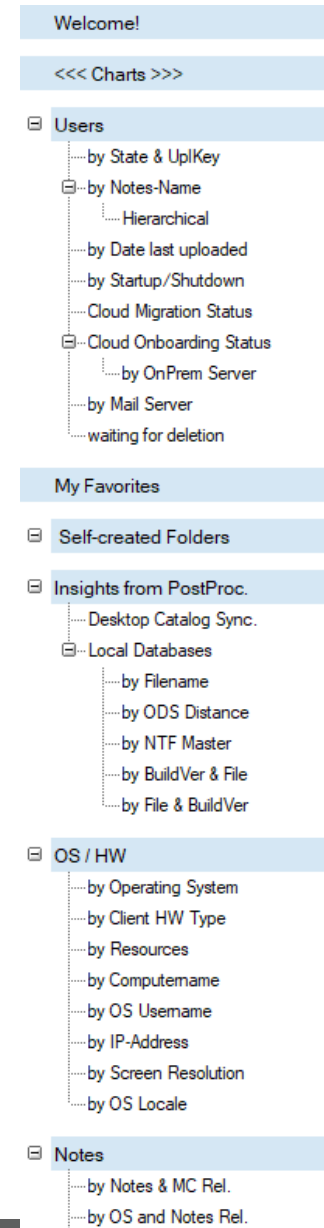 Welcome!
<<< Charts >>>
Users
by State & UplKey
by Notes-Name
Hierarchical
by Date last uploaded
by Startup/Shutdown
Cloud Migration Status
Cloud Onboarding Status
by OnPrem Server
by Mail Server
waiting for deletion
My Favorites
Self-created Folders
Insights from PostProc.
Desktop Catalog Sync.
Local Databases
by Filename
by ODS Distance
by NTF Master
by BuildVer & File
by File & BuildVer
OS / HW
by Operating System
by Client HW Type
by Resources
by Computername
by OS Username
by IP-Address
by Screen Resolution
by OS Locale
Notes
by Notes & MC Rel.
by OS and Notes Rel.